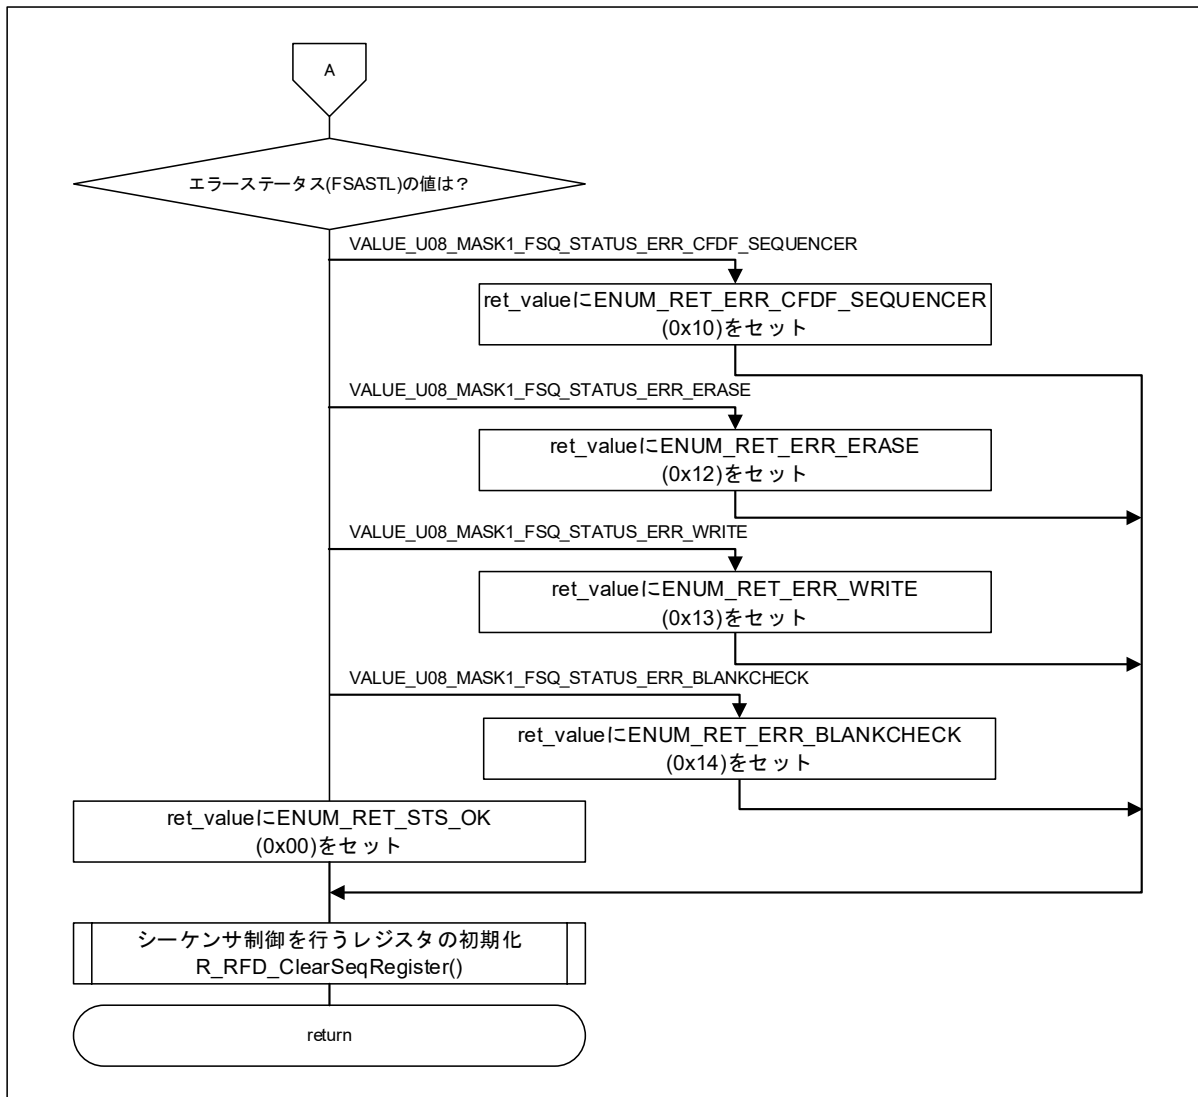 A
エラーステータス(FSASTL)の値は？
VALUE_U08_MASK1_FSQ_STATUS_ERR_CFDF_SEQUENCER
ret_valueにENUM_RET_ERR_CFDF_SEQUENCER
(0x10)をセット
VALUE_U08_MASK1_FSQ_STATUS_ERR_ERASE
ret_valueにENUM_RET_ERR_ERASE
(0x12)をセット
VALUE_U08_MASK1_FSQ_STATUS_ERR_WRITE
ret_valueにENUM_RET_ERR_WRITE
(0x13)をセット
VALUE_U08_MASK1_FSQ_STATUS_ERR_BLANKCHECK
ret_valueにENUM_RET_ERR_BLANKCHECK
(0x14)をセット
ret_valueにENUM_RET_STS_OK
(0x00)をセット
シーケンサ制御を行うレジスタの初期化
R_RFD_ClearSeqRegister()
return